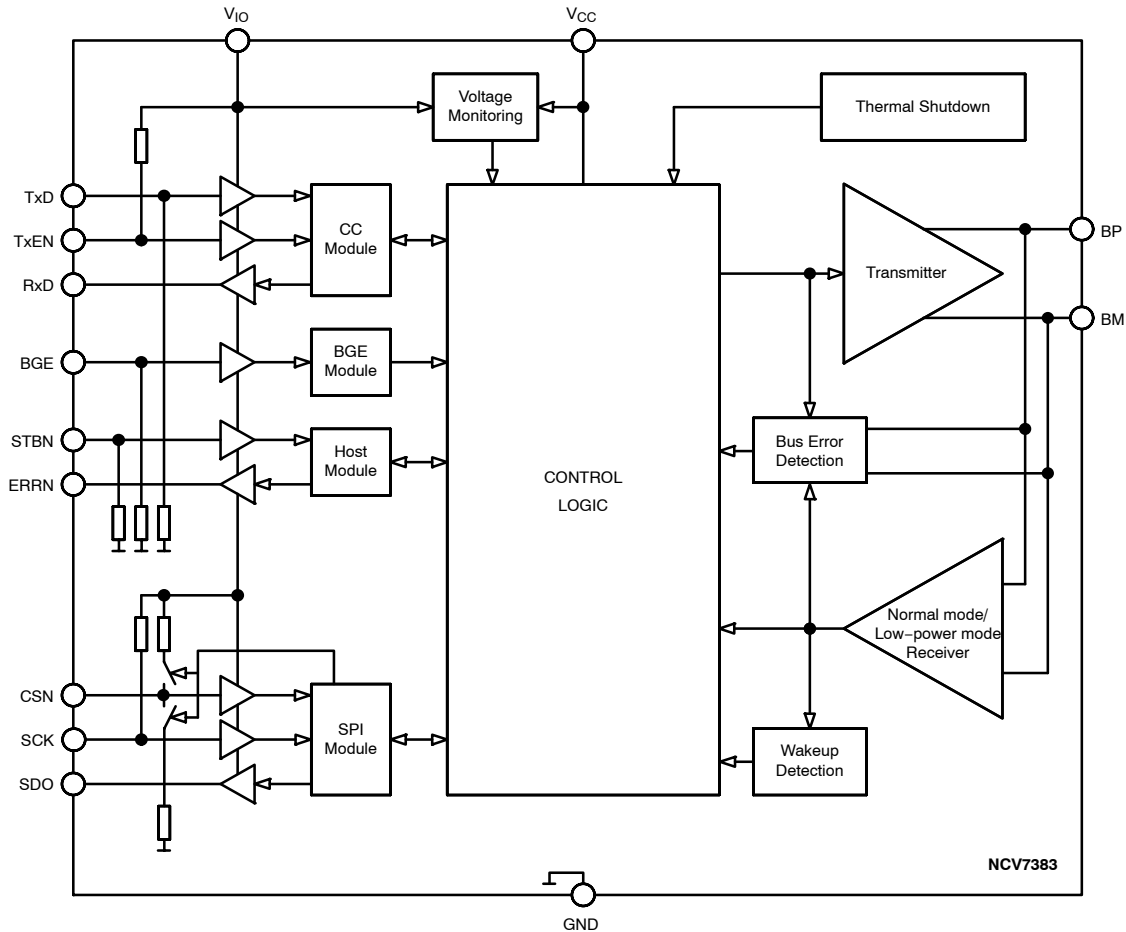 VIO
VCC
Voltage
Monitoring
Thermal Shutdown
TxD
TxEN
RxD
CC
Module
BP
Transmitter
BM
BGE
BGE
Module
STBN
ERRN
Host
Module
CONTROL
LOGIC
Bus Error
Detection
Normal mode/
Low−power mode
Receiver
CSN
SCK
SDO
SPI
Module
Wakeup
Detection
NCV7383
GND